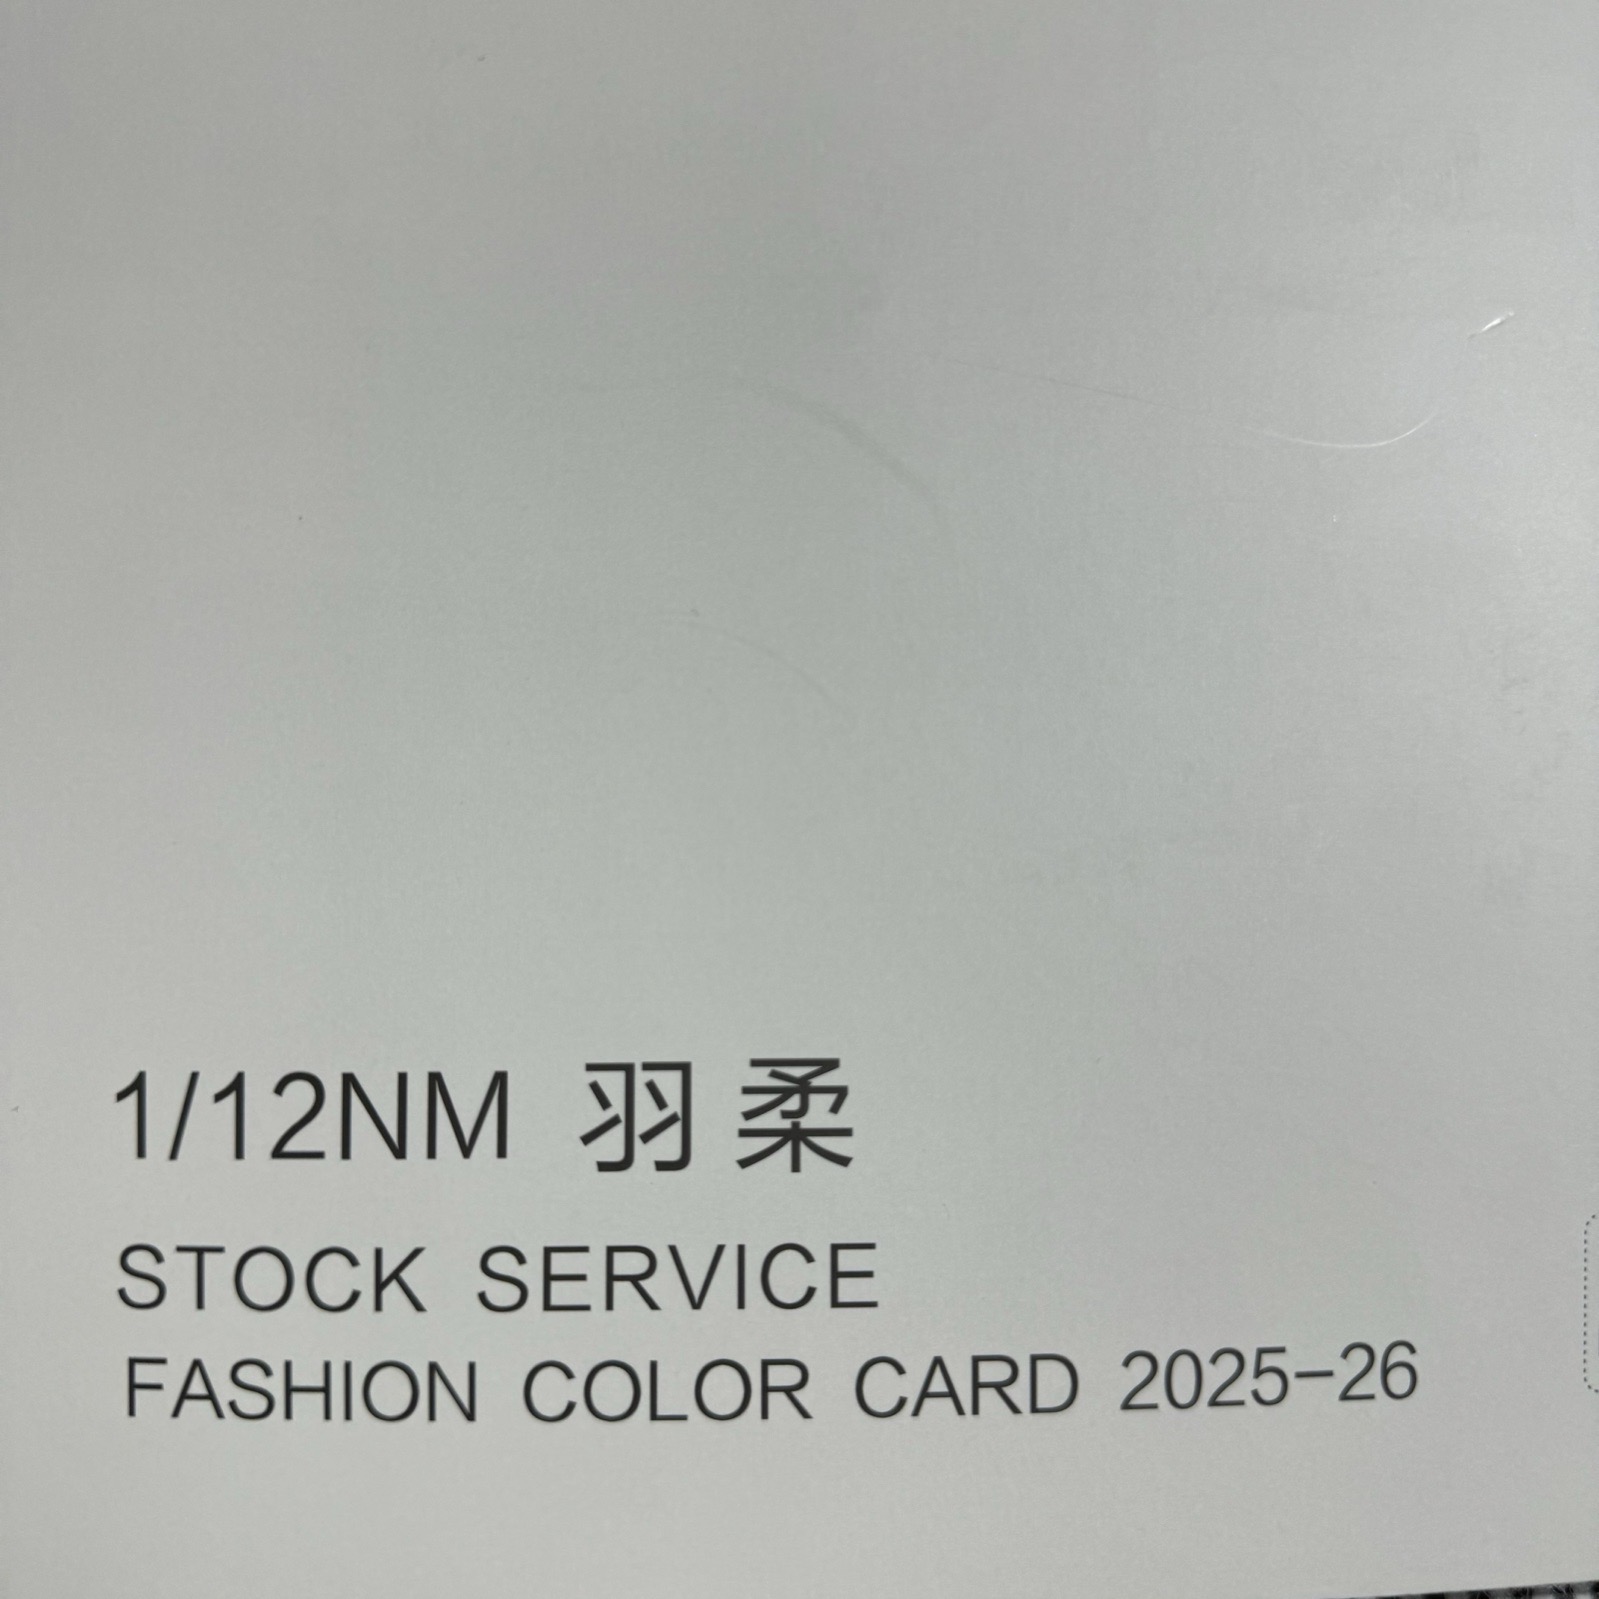 1/12NM 羽柔
STOCK SERVICE
FASHION COLOR CARD 2025-26